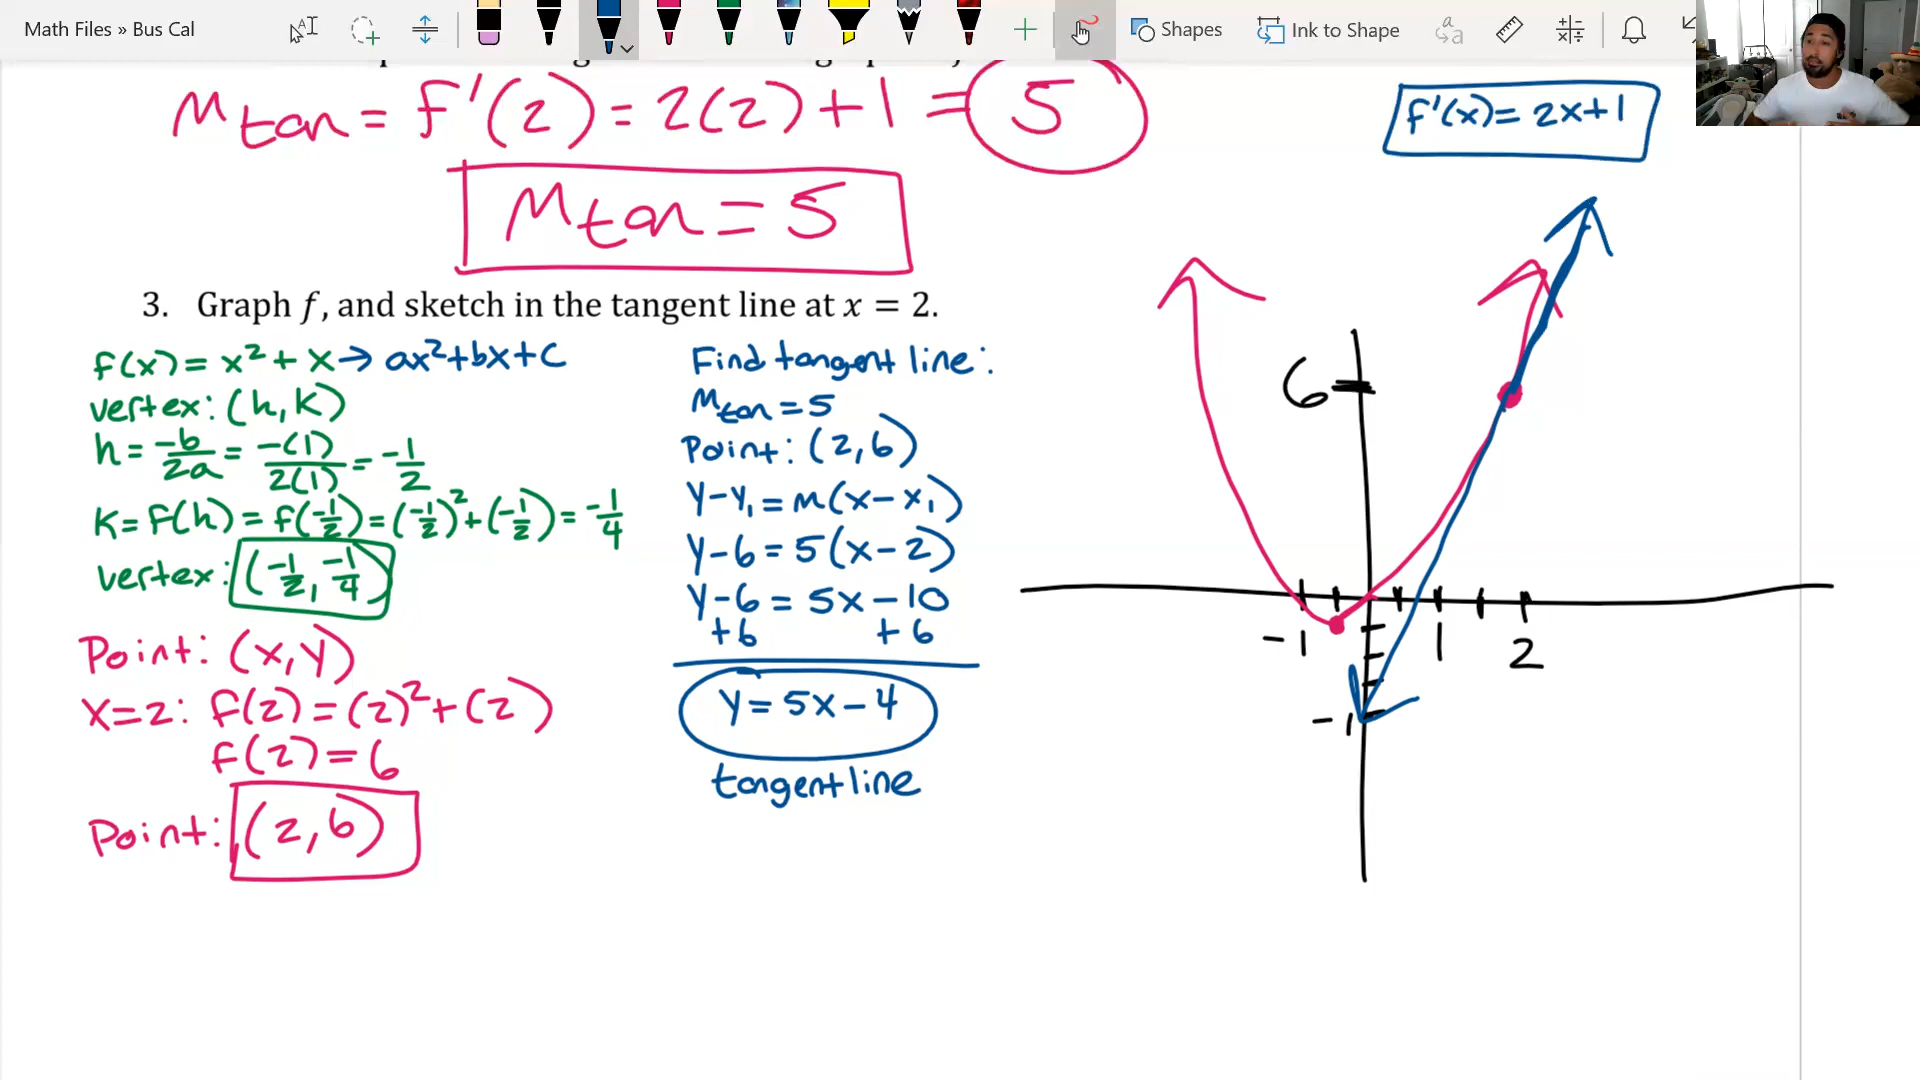 Math Files » Bus Cal
Shapes
Ink to Shape
Mtan = f'(2) = 2(2)+1 = 5
f'(x) = 2x+1
Mtan = 5
3. Graph f, and sketch in the tangent line at x = 2.
f(x) = x² + x → ax²+bx+c
vertex: (h, k)
h = -b/2a = -(1)/2(1) = -1/2
k = f(h) = f(-1/2) = (-1/2)² + (-1/2) = -1/4
vertex: (-1/2, -1/4)
Point: (x, y)
x=2: f(2) = (2)² + (2)
f(2) = 6
Point: (2, 6)
Find tangent line:
Mtan = 5
Point: (2, 6)
y-y₁ = m(x-x₁)
y-6 = 5(x-2)
y-6 = 5x-10
+6 +6
y = 5x-4
tangent line
6
-1 1 2
-1